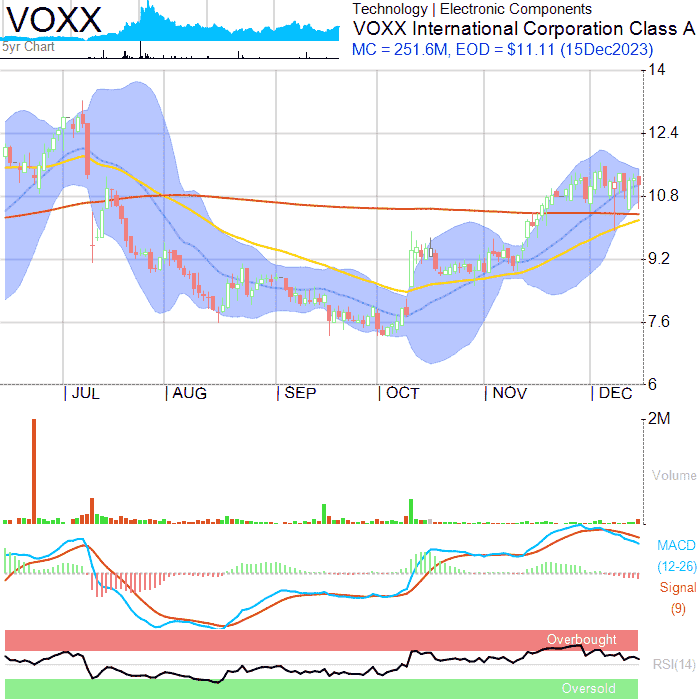 VOXX
5yr Chart
Technology | Electronic Components
VOXX International Corporation Class A
MC = 251.6M, EOD = $11.11 (15Dec2023)
14
12.4
10.8
9.2
7.6
6
| JUL | AUG | SEP | OCT | NOV | DEC
2M
Volume
MACD
(12-26)
Signal
(9)
Overbought
RSI(14)
Oversold